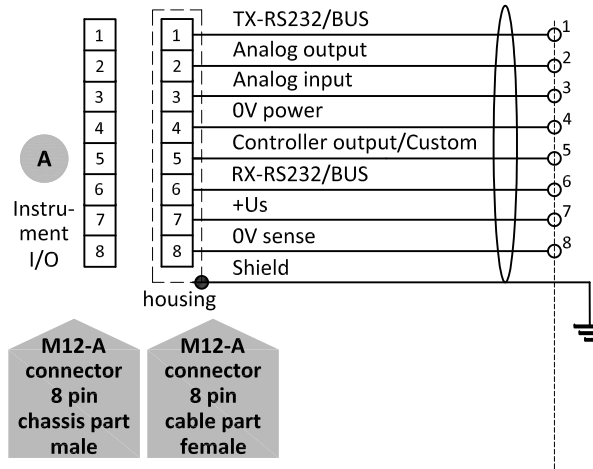 TX-RS232/BUS
1 1 1
Analog output
2 2 2
Analog input
3 3 3
0V power
4 4 4
Controller output/Custom
A
5 5 5
RX-RS232/BUS
6 6 6
Instru-
ment
I/O
+Us
7 7 7
0V sense
8 8 8
Shield
housing
M12-A
connector
8 pin
chassis part
male
M12-A
connector
8 pin
cable part
female